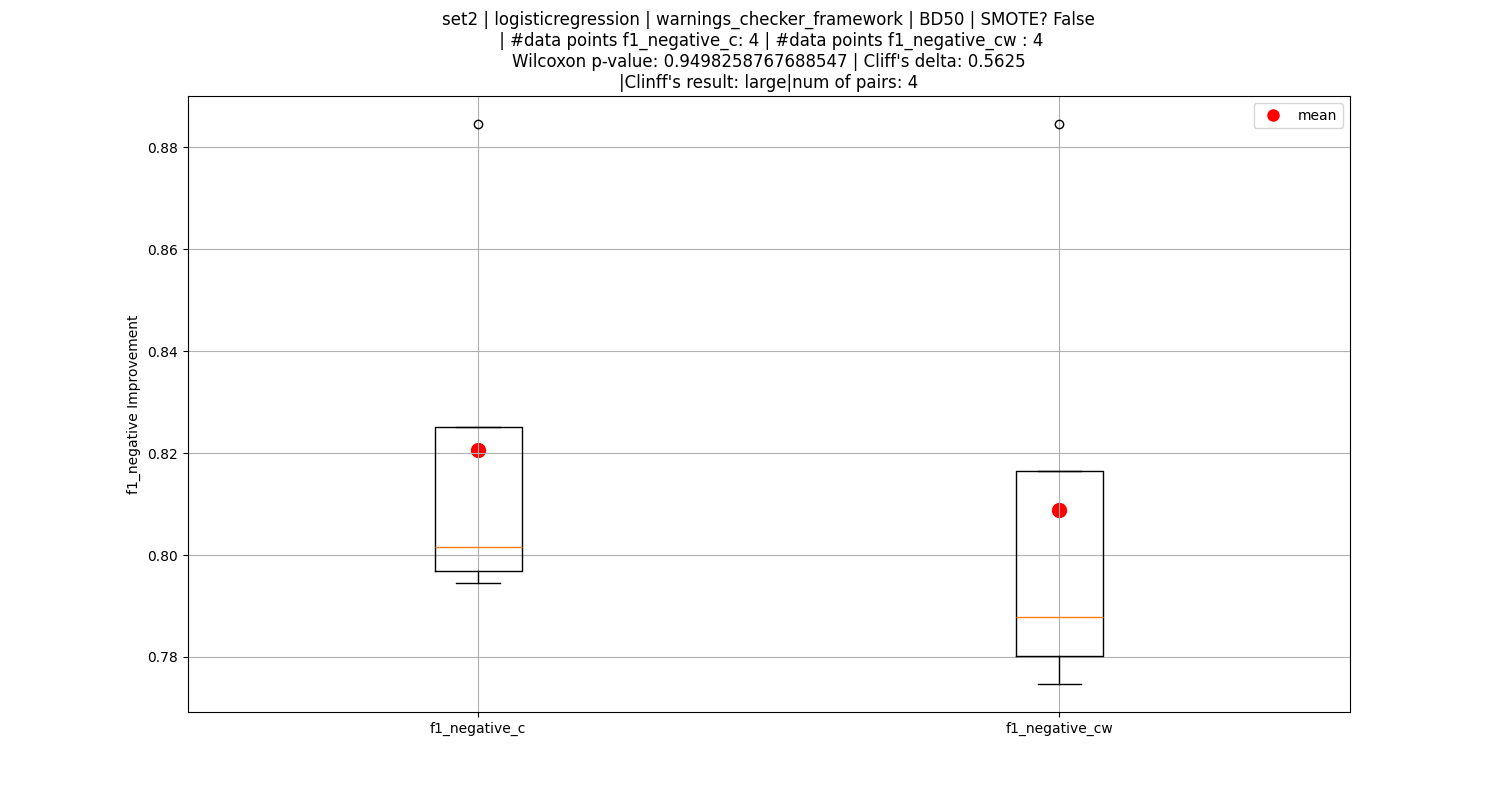 set2 | logisticregression | warnings_checker_framework | BD50 | SMOTE? False
| #data points f1_negative_c: 4 | #data points f1_negative_cw : 4
Wilcoxon p-value: 0.9498258767688547 | Cliff's delta: 0.5625
|Clinff's result: large|num of pairs: 4
mean
0.88
0.86
0.84
0.82
0.80
0.78
f1_negative Improvement
f1_negative_c
f1_negative_cw